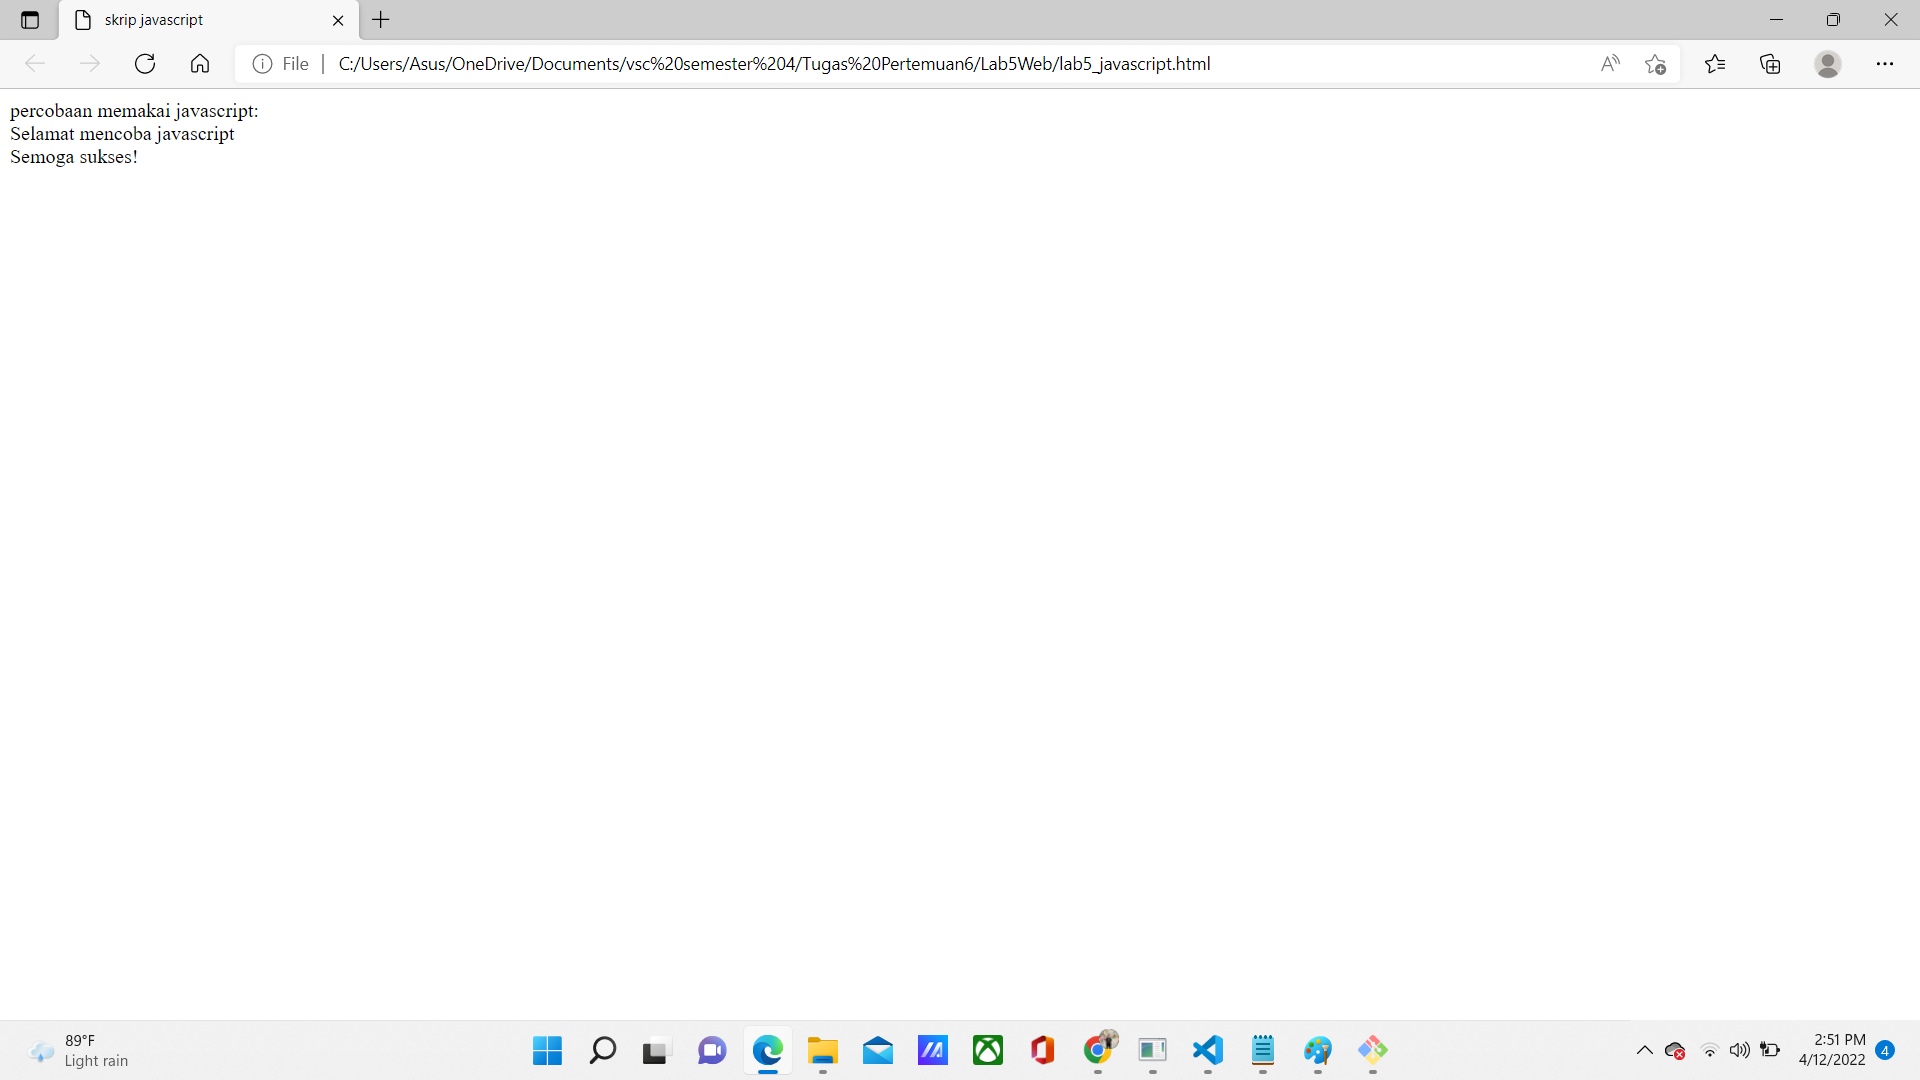 skrip javascript
File
C:/Users/Asus/OneDrive/Documents/vsc%20semester%204/Tugas%20Pertemuan6/Lab5Web/lab5_javascript.html
percobaan memakai javascript:
Selamat mencoba javascript
Semoga sukses!
89°F
Light rain
2:51 PM
4/12/2022
4